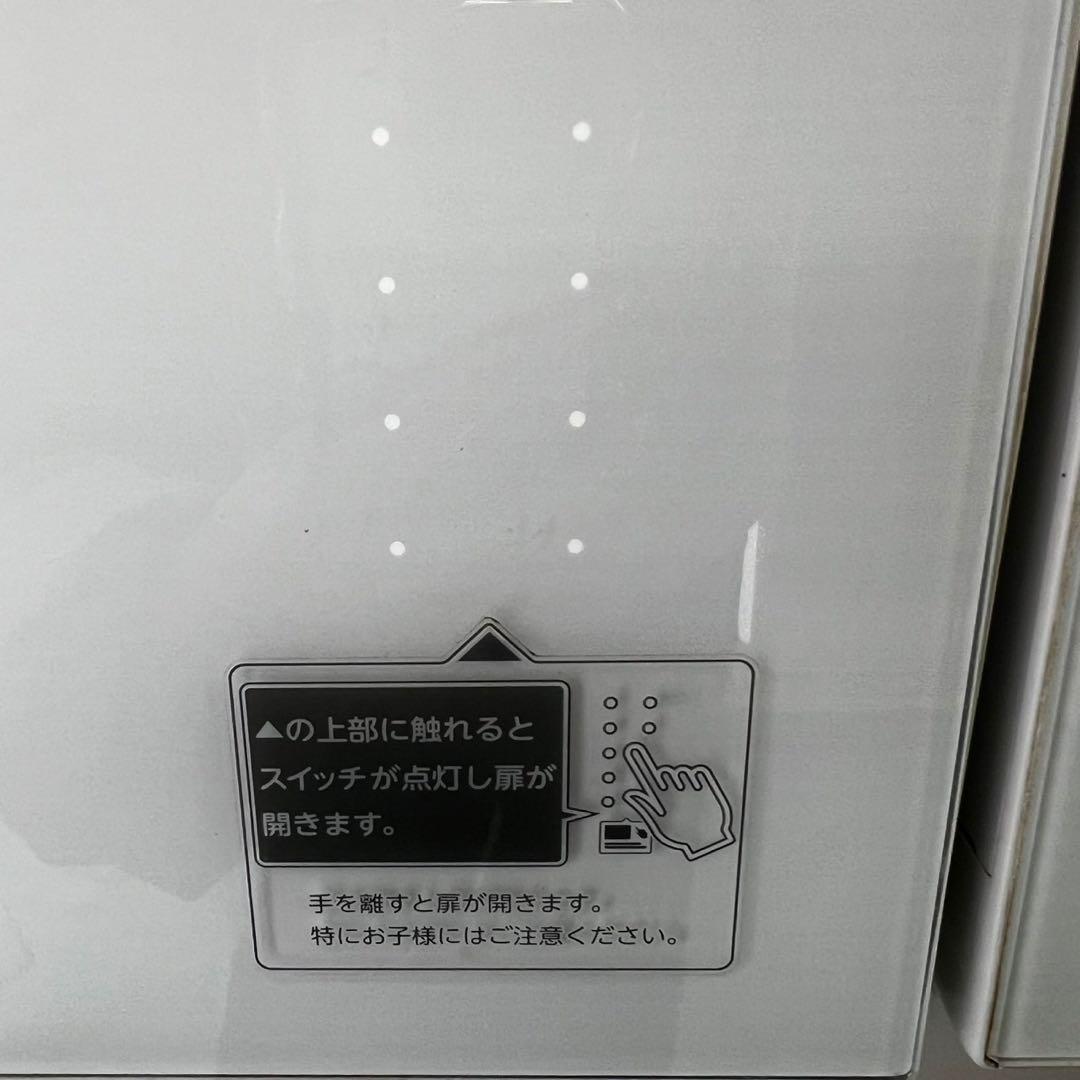 ▲の上部に触れると
スイッチが点灯し扉が
開きます。
手を離すと扉が開きます。
特にお子様にはご注意ください。